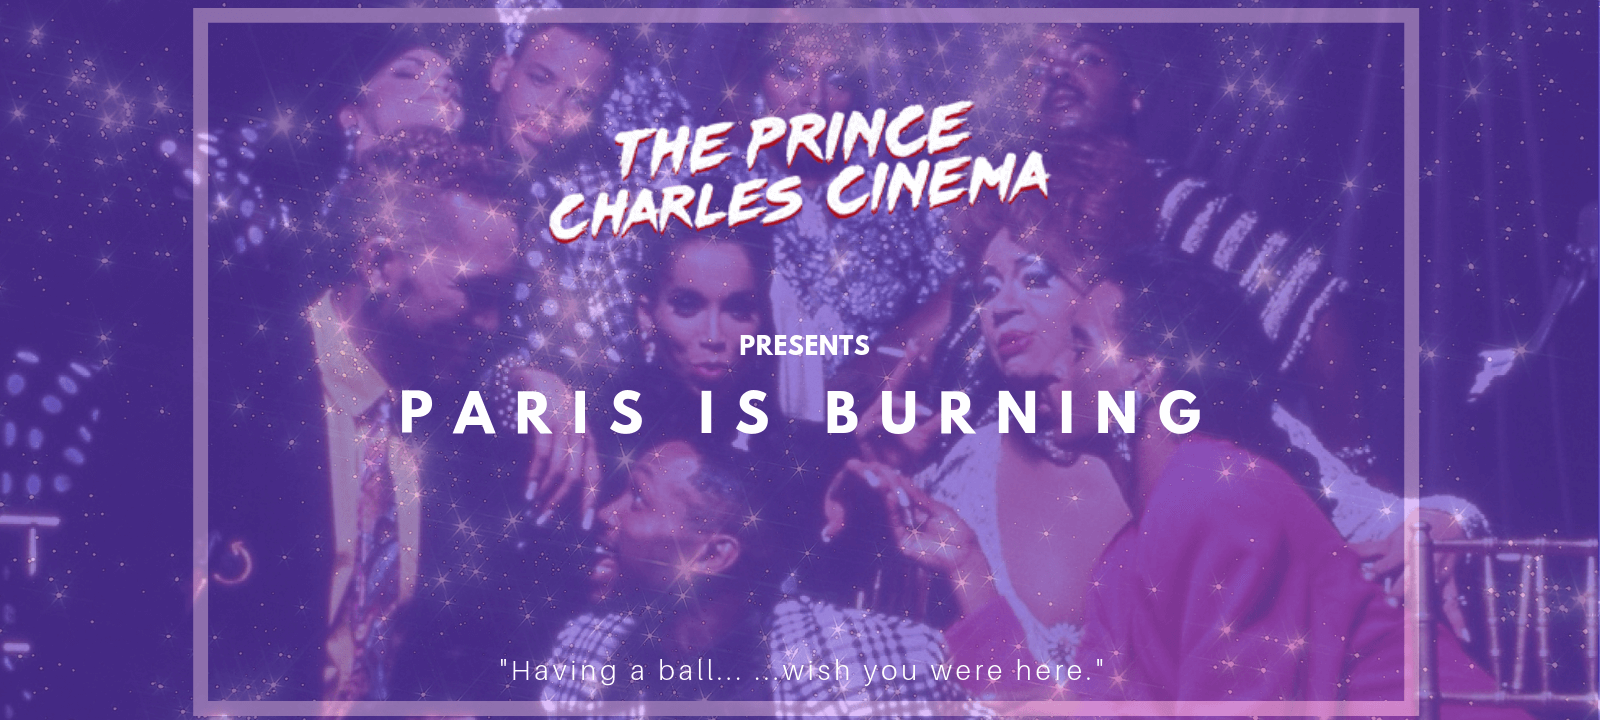 THE PRINCE
CHARLES CINEMA
PRESENTS
PARIS IS BURNING
"Having a ball... ...wish you were here."